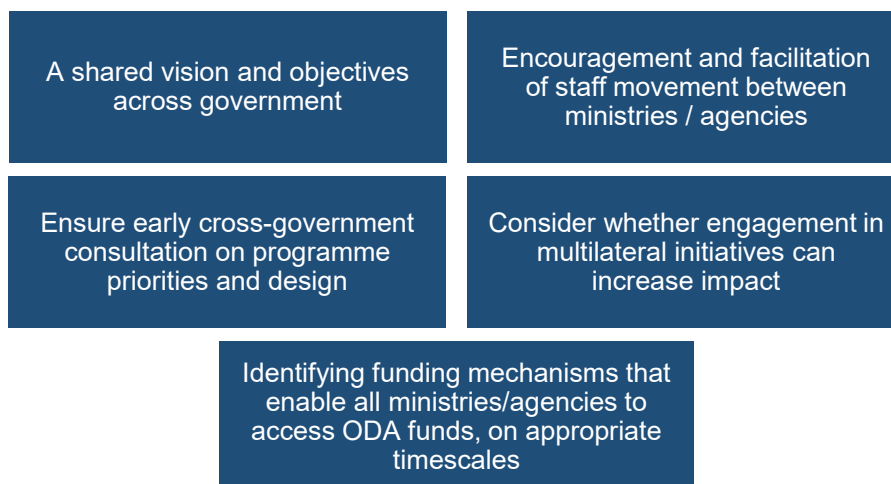 A shared vision and objectives
across government
Encouragement and facilitation
of staff movement between
ministries / agencies
Ensure early cross-government
consultation on programme
priorities and design
Consider whether engagement in
multilateral initiatives can
increase impact
Identifying funding mechanisms that
enable all ministries/agencies to
access ODA funds, on appropriate
timescales